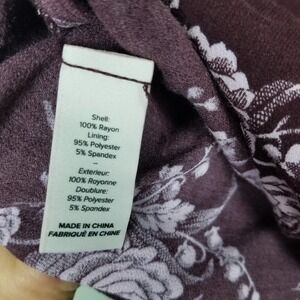 Shell:
100% Rayon
Lining:
95% Polyester
5% Spandex
–
Exterieur:
100% Rayonne
Doublure:
95% Polyester
5% Spandex
MADE IN CHINA
FABRIQUÉ EN CHINE